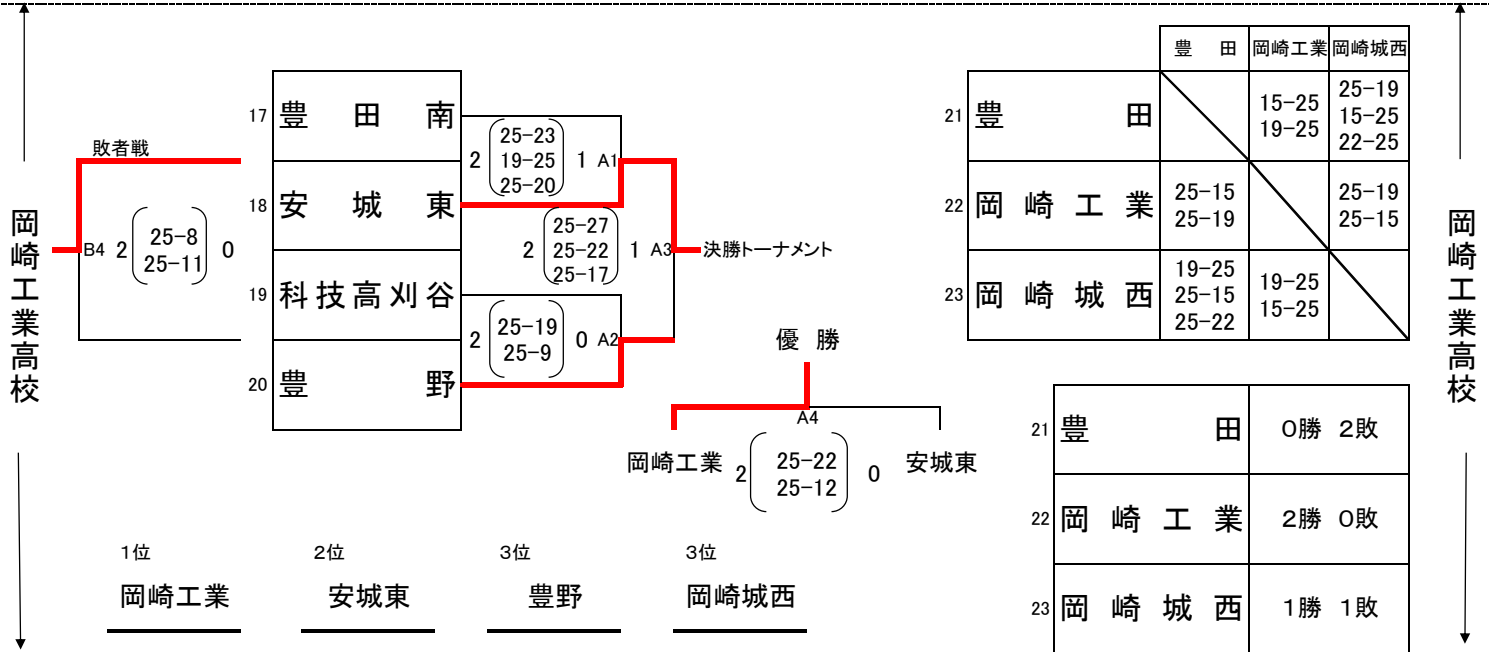 岡崎工業高校
敗者戦
B4 2 25-8 0
25-11
17 豊田南
18 安城東
19 科技高刈谷
20 豊野
2 25-23 1 A1
19-25
25-20
2 25-27 1 A3
25-22
25-17
決勝トーナメント
2 25-19 0 A2
25-9
優勝
A4
岡崎工業 2 25-22 0 安城東
25-12
1位 2位 3位 3位
岡崎工業 安城東 豊野 岡崎城西
豊田 岡崎工業 岡崎城西
21 豊田 15-25 19-25 25-19 15-25 22-25
22 岡崎工業 25-15 25-19 25-19 25-15
23 岡崎城西 19-25 25-15 25-22 19-25 15-25
21 豊田 0勝 2敗
22 岡崎工業 2勝 0敗
23 岡崎城西 1勝 1敗
岡崎工業高校